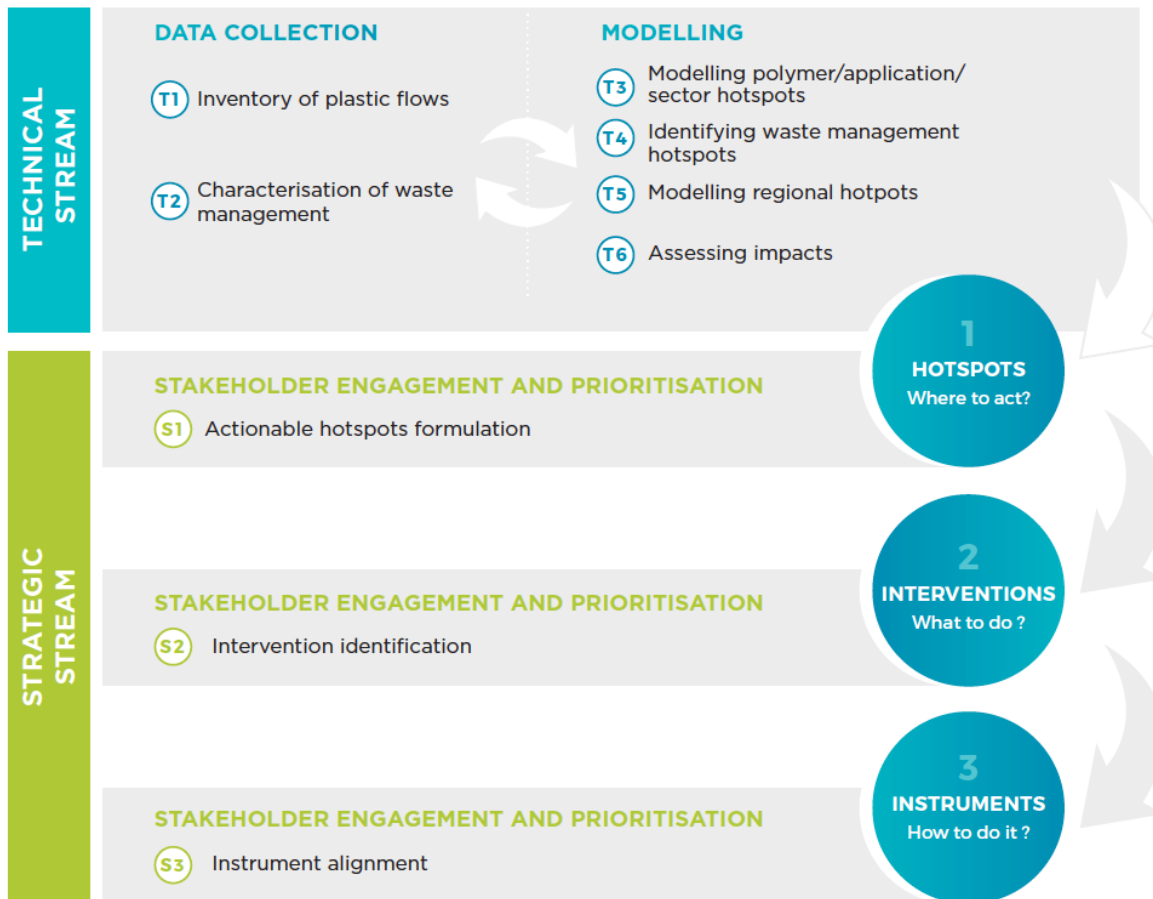 TECHNICAL
STREAM
DATA COLLECTION
T1 Inventory of plastic flows
T2 Characterisation of waste
management
MODELLING
T3 Modelling polymer/application/
sector hotspots
T4 Identifying waste management
hotspots
T5 Modelling regional hotpots
T6 Assessing impacts
1
HOTSPOTS
Where to act?
STRATEGIC
STREAM
STAKEHOLDER ENGAGEMENT AND PRIORITISATION
S1 Actionable hotspots formulation
2
INTERVENTIONS
What to do ?
STAKEHOLDER ENGAGEMENT AND PRIORITISATION
S2 Intervention identification
3
INSTRUMENTS
How to do it ?
STAKEHOLDER ENGAGEMENT AND PRIORITISATION
S3 Instrument alignment